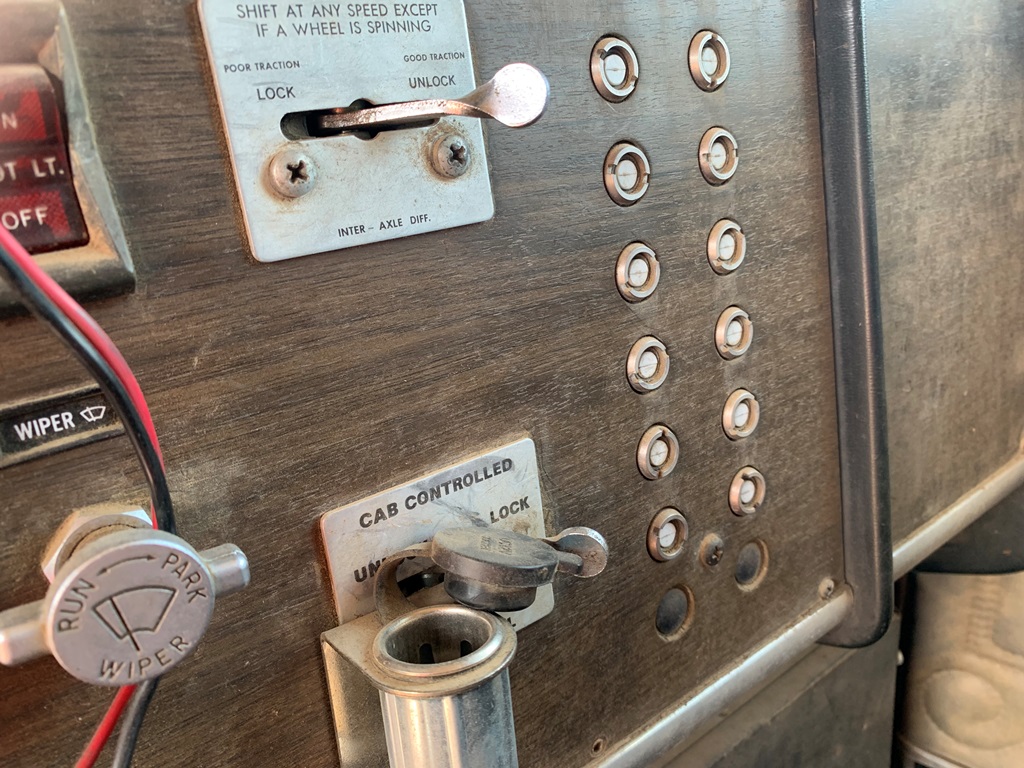 SHIFT AT ANY SPEED EXCEPT
IF A WHEEL IS SPINNING
POOR TRACTION
GOOD TRACTION
LOCK
UNLOCK
INTER - AXLE DIFF.
LT.
OFF
WIPER
CAB CONTROLLED
LOCK
RUN
PARK
WIPER